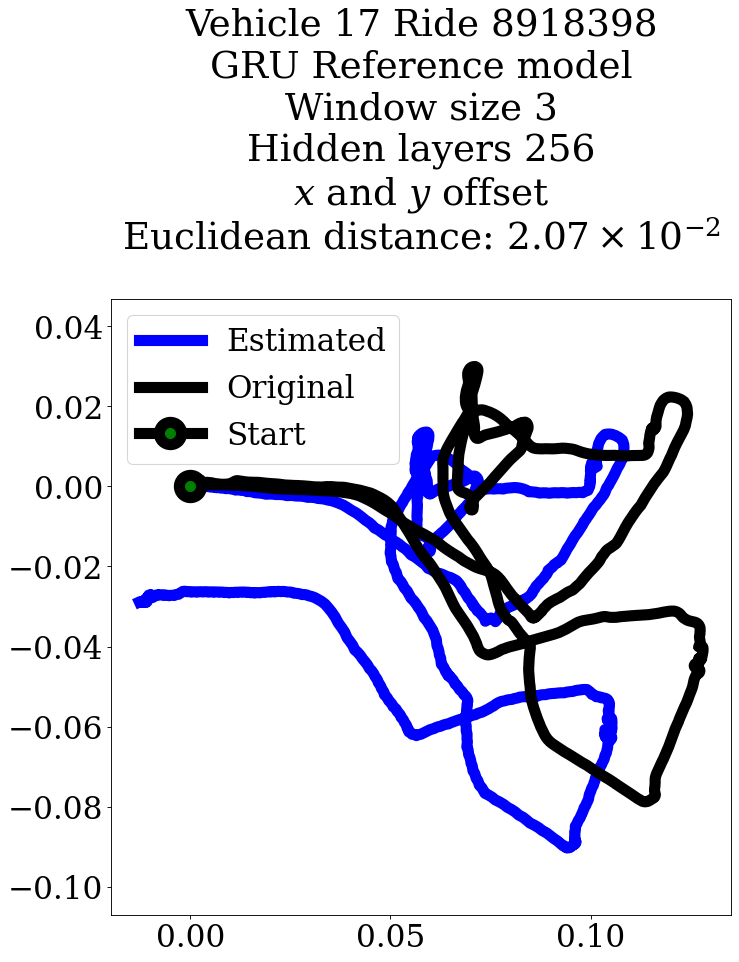 Vehicle 17 Ride 8918398
GRU Reference model
Window size 3
Hidden layers 256
x and y offset
Euclidean distance: 2.07 × 10⁻²
Estimated
Original
Start
0.04
0.02
0.00
−0.02
−0.04
−0.06
−0.08
−0.10
0.00 0.05 0.10